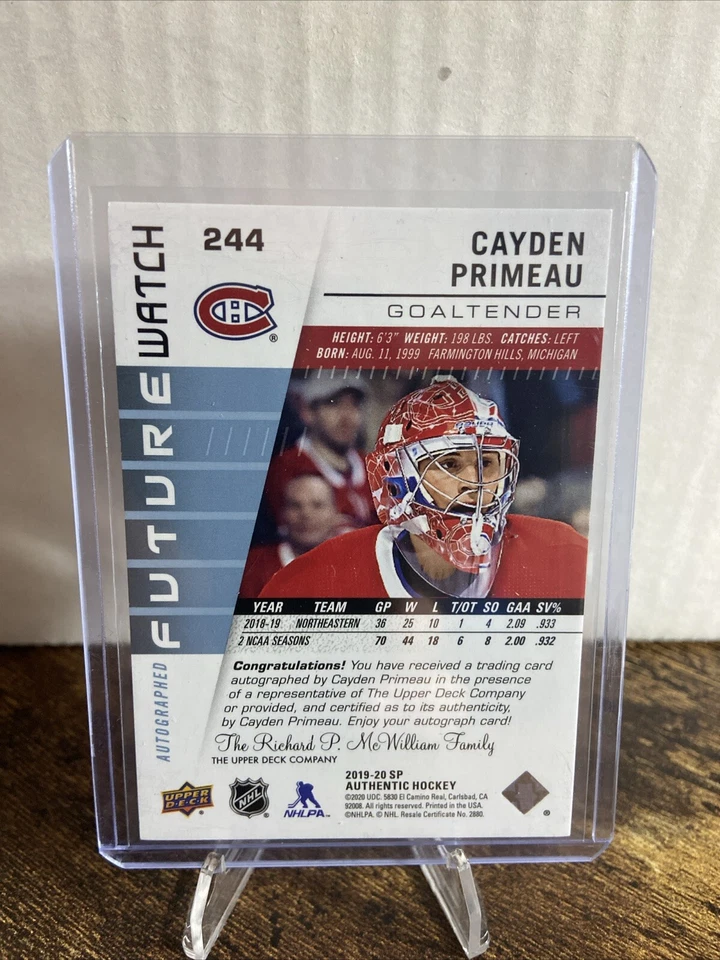 244
CAYDEN
PRIMEAU
GOALTENDER
HEIGHT: 6'3" WEIGHT: 198 LBS. CATCHES: LEFT
BORN: AUG. 11, 1999 FARMINGTON HILLS, MICHIGAN
AUTOGRAPHED FUTURE WATCH
YEAR TEAM GP W L T/OT SO GAA SV%
2018-19 NORTHEASTERN 36 25 10 1 4 2.09 .933
2 NCAA SEASONS 70 44 18 6 8 2.00 .932
Congratulations! You have received a trading card
autographed by Cayden Primeau in the presence
of a representative of The Upper Deck Company
or provided, and certified as to its authenticity,
by Cayden Primeau. Enjoy your autograph card!
The Richard P. McWilliam Family
THE UPPER DECK COMPANY
2019-20 SP
AUTHENTIC HOCKEY
©2020 UDC. 5830 El Camino Real, Carlsbad, CA
92008. All rights reserved. Printed in the USA.
©NHLPA. © NHL. Resale Certificate No. 2880.
UPPER
DECK
NHL
NHLPA